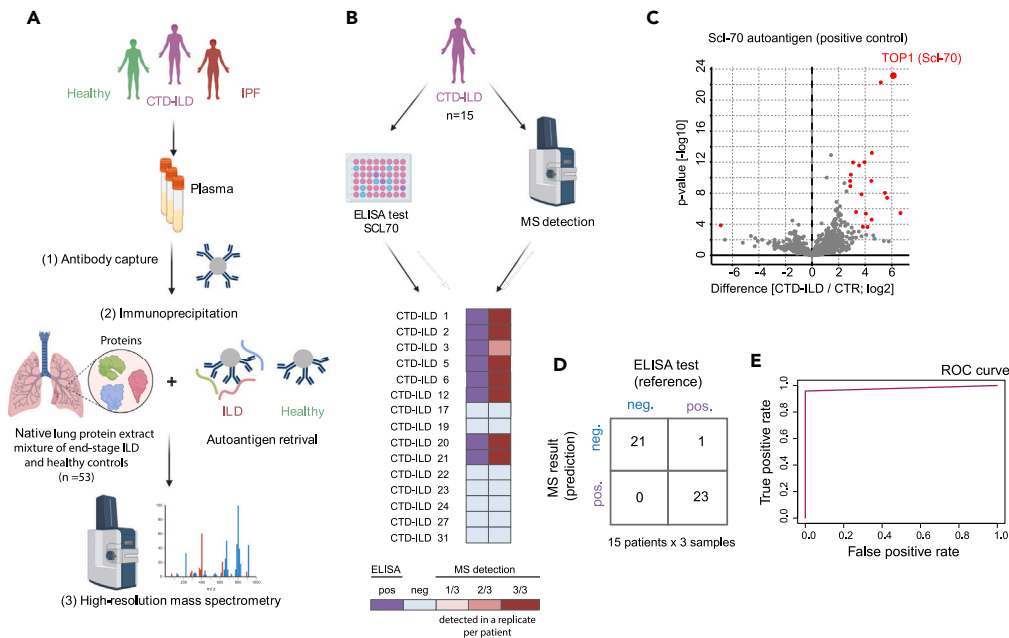 A
Healthy
CTD-ILD
IPF
Plasma
(1) Antibody capture
(2) Immunoprecipitation
Proteins
+
ILD
Healthy
Native lung protein extract
mixture of end-stage ILD
and healthy controls
(n =53)
Autoantigen retrival
200 400 600 800 1000
m/z
(3) High-resolution mass spectrometry
B
CTD-ILD
n=15
ELISA test
SCL70
MS detection
CTD-ILD 1
CTD-ILD 2
CTD-ILD 3
CTD-ILD 5
CTD-ILD 6
CTD-ILD 12
CTD-ILD 17
CTD-ILD 19
CTD-ILD 20
CTD-ILD 21
CTD-ILD 22
CTD-ILD 23
CTD-ILD 24
CTD-ILD 27
CTD-ILD 31
ELISA MS detection
pos neg 1/3 2/3 3/3
detected in a replicate
per patient
C
Scl-70 autoantigen (positive control)
TOP1 (Scl-70)
p-value [-log10]
24
20
16
12
8
4
0
-6 -4 -2 0 2 4 6
Difference [CTD-ILD / CTR; log2]
D
ELISA test
(reference)
neg. pos.
MS result
(prediction)
neg. 21 1
pos. 0 23
15 patients x 3 samples
E
ROC curve
True positive rate
1.0
0.8
0.6
0.4
0.2
0.0
0.0 0.2 0.4 0.6 0.8 1.0
False positive rate